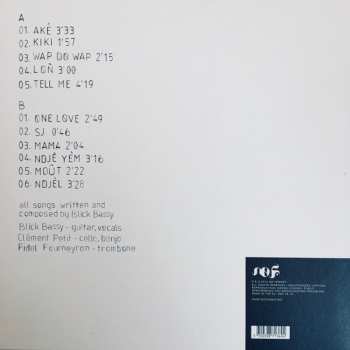 A
01. AKÉ 3'33
02. KIKI 1'57
03. WAP DO WAP 2'15
04. LOÑ 3'00
05. TELL ME 4'19
B
01. ONE LOVE 2'49
02. SJ 0'46
03. MAMA 2'04
04. NDJÈ YÈM 3'16
05. MOÛT 2'22
06. NDJÉL 3'28
all songs written and
composed by Blick Bassy
Blick Bassy - guitar, vocals
Clément Petit - cello, banjo
Fidel Fourneyron - trombone